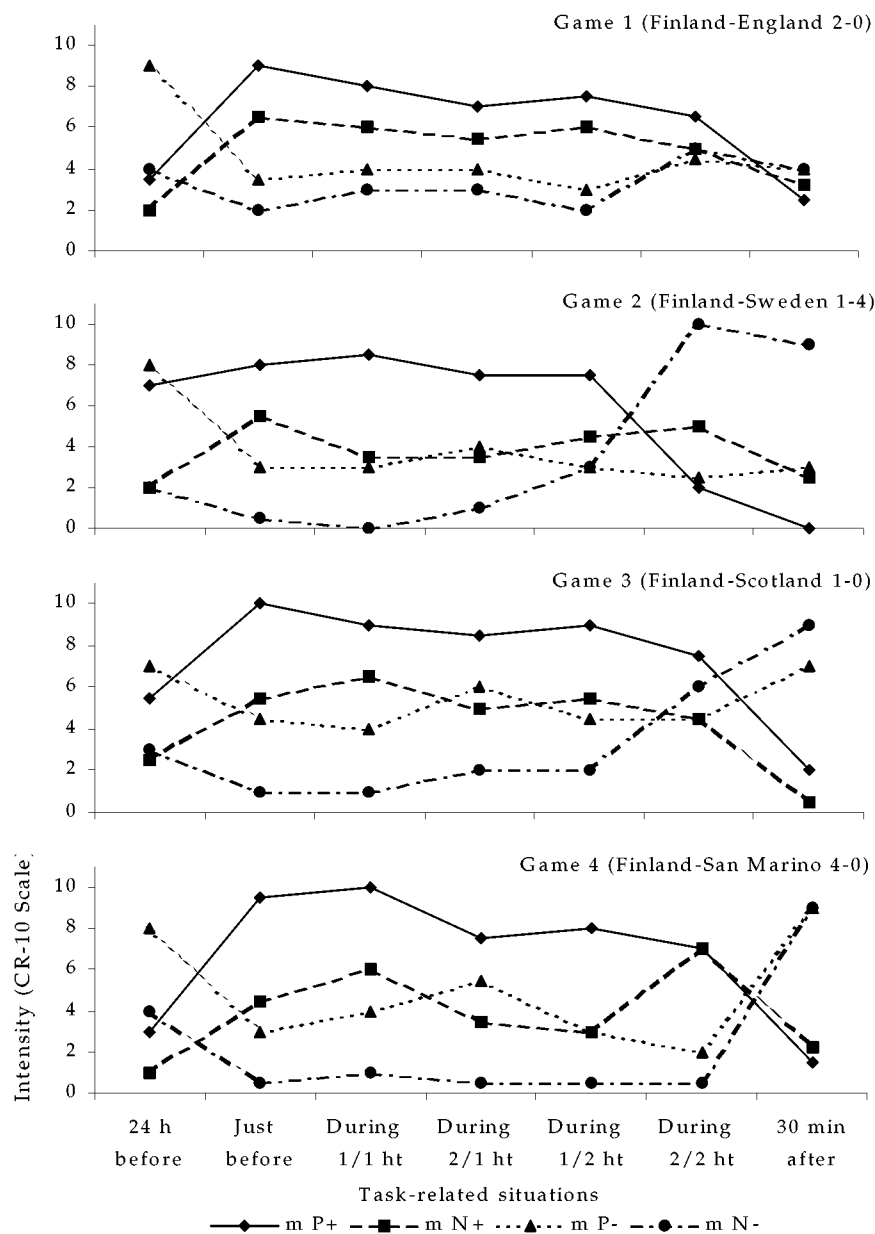 Game 1 (Finland-England 2-0)
10
8
6
4
2
0
Game 2 (Finland-Sweden 1-4)
10
8
6
4
2
0
Game 3 (Finland-Scotland 1-0)
10
8
6
4
2
0
Game 4 (Finland-San Marino 4-0)
Intensity (CR-10 Scale)
10
8
6
4
2
0
24 h Just During During During During 30 min
before before 1/1 ht 2/1 ht 1/2 ht 2/2 ht after
Task-related situations
m P+ m N+ m P- m N-